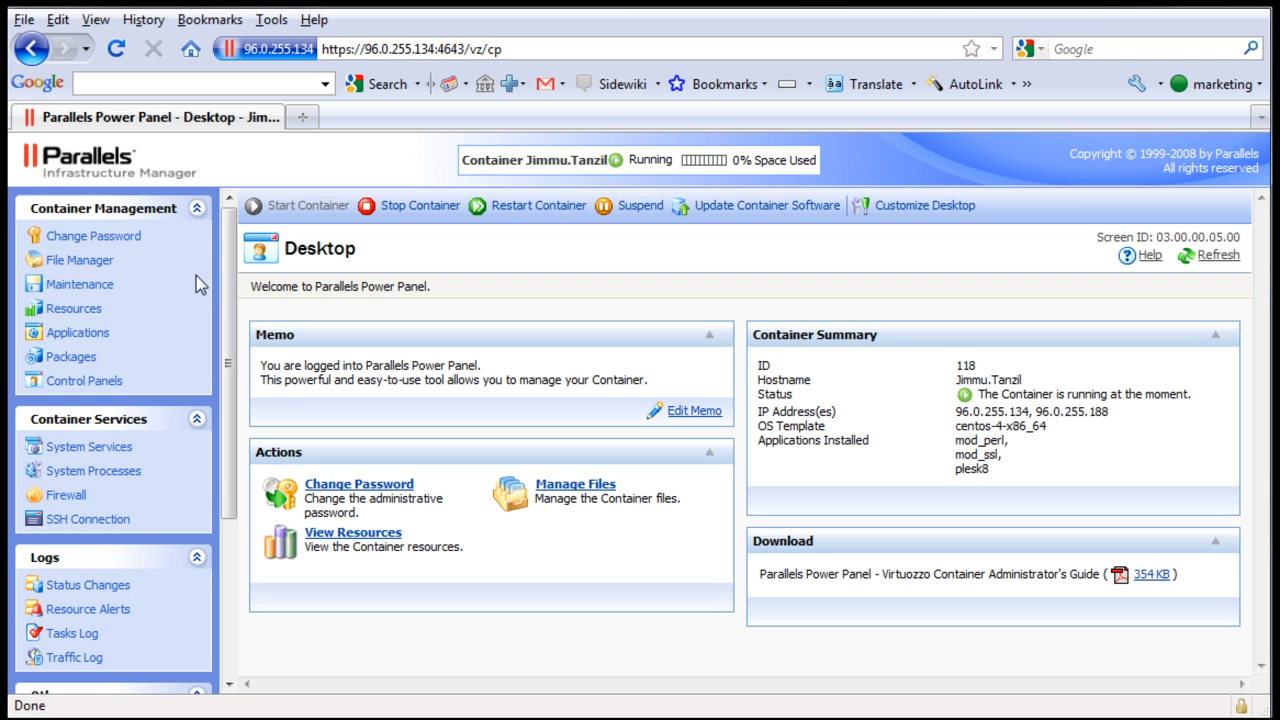 File Edit View History Bookmarks Tools Help
96.0.255.134 https://96.0.255.134:4643/vz/cp Google
Google Search Sidewiki Bookmarks Translate AutoLink » marketing
Parallels Power Panel - Desktop - Jim...
Parallels
Infrastructure Manager
Container Jimmu.Tanzil Running 0% Space Used
Copyright © 1999-2008 by Parallels
All rights reserved
Container Management
Change Password
File Manager
Maintenance
Resources
Applications
Packages
Control Panels
Container Services
System Services
System Processes
Firewall
SSH Connection
Logs
Status Changes
Resource Alerts
Tasks Log
Traffic Log
Start Container Stop Container Restart Container Suspend Update Container Software Customize Desktop
Desktop
Screen ID: 03.00.00.05.00
Help Refresh
Welcome to Parallels Power Panel.
Memo
You are logged into Parallels Power Panel.
This powerful and easy-to-use tool allows you to manage your Container.
Edit Memo
Actions
Change Password
Change the administrative
password.
Manage Files
Manage the Container files.
View Resources
View the Container resources.
Container Summary
ID 118
Hostname Jimmu.Tanzil
Status The Container is running at the moment.
IP Address(es) 96.0.255.134, 96.0.255.188
OS Template centos-4-x86_64
Applications Installed mod_perl,
mod_ssl,
plesk8
Download
Parallels Power Panel - Virtuozzo Container Administrator's Guide ( 354 KB )
Done